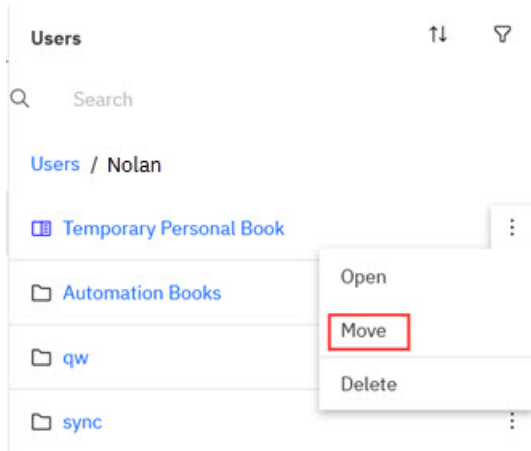 Users
Search
Users / Nolan
Temporary Personal Book
Open
Automation Books
Move
qw
Delete
sync